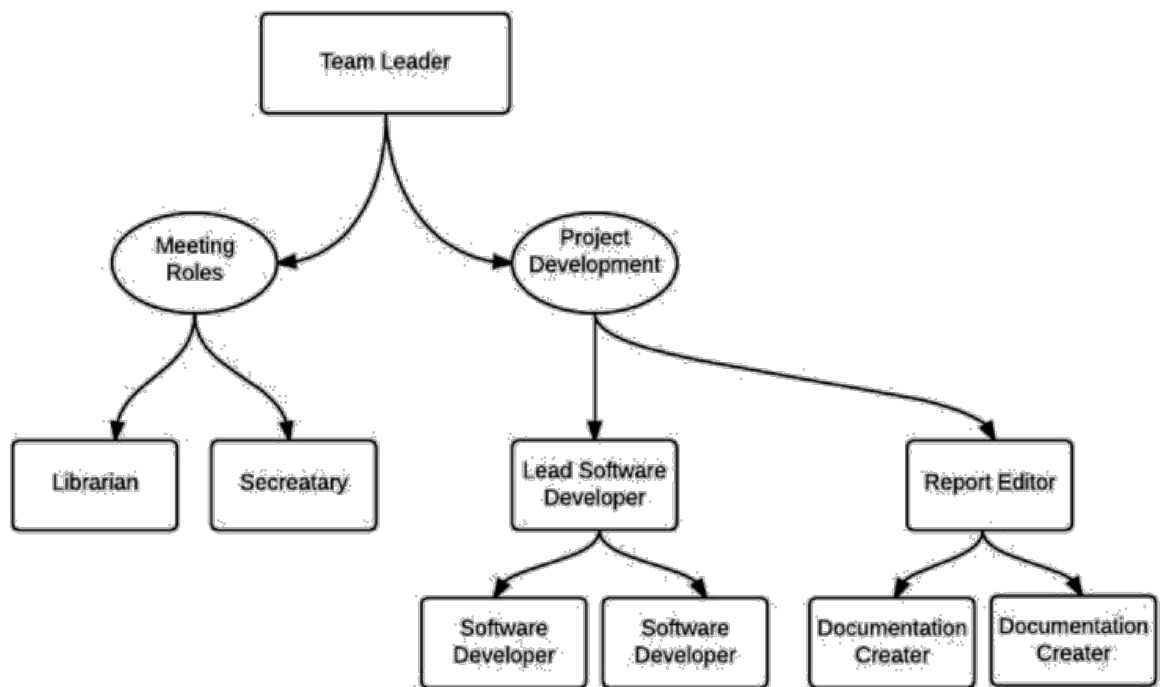 Team Leader
Meeting
Roles
Project
Development
Librarian
Secreatary
Lead Software
Developer
Report Editor
Software
Developer
Software
Developer
Documentation
Creater
Documentation
Creater